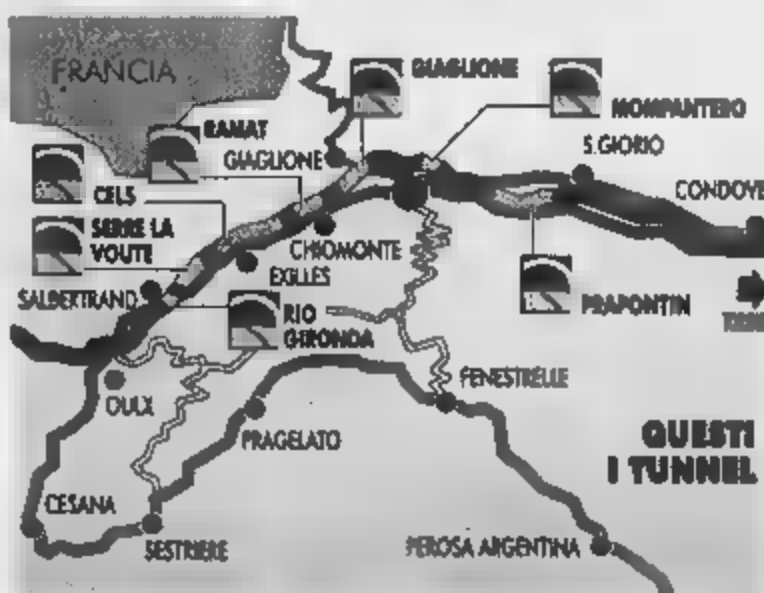 FRANCIA
GIAGLIONE
MOMPANTERO
RAMAT
GIAGLIONE
S.GIORIO
CELS
CONDOVE
SERRE LA
VOUTE
CHIOMONTE
EXILLES
SALBERTRAND
RIO
GIRONDA
PRAPONTIN
OULX
FENESTRELLE
PRAGELATO
QUESTI
I TUNNEL
CESANA
SESTRIERE
PEROSA ARGENTINA